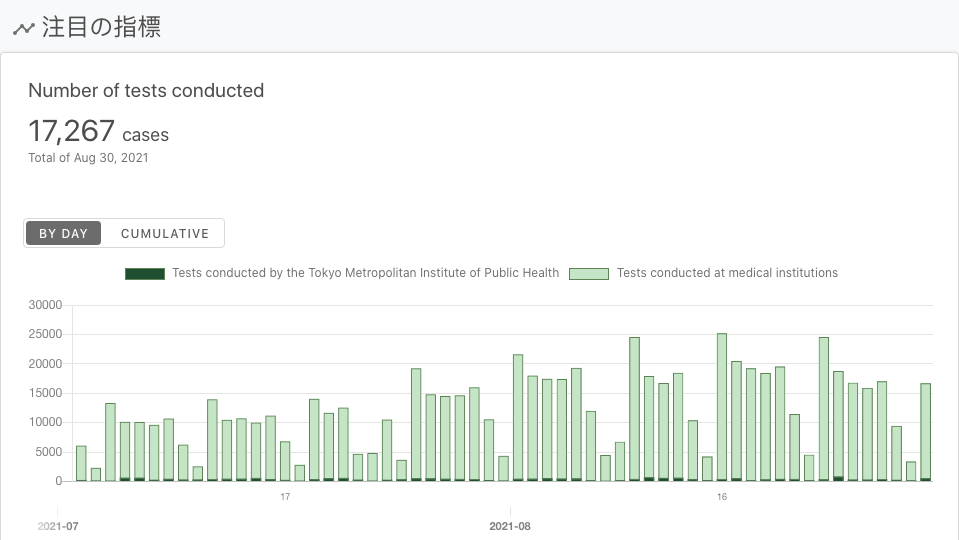 注目の指標
Number of tests conducted
17,267 cases
Total of Aug 30, 2021
BY DAY CUMULATIVE
Tests conducted by the Tokyo Metropolitan Institute of Public Health Tests conducted at medical institutions
30000
25000
20000
15000
10000
5000
0
17 16
2021-07 2021-08